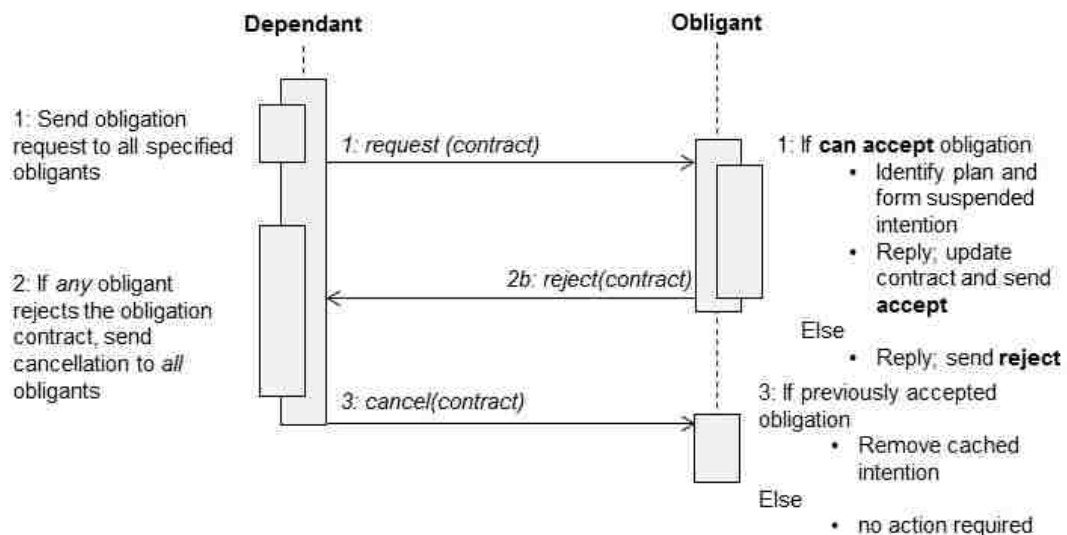 Dependant
Obligant
1: Send obligation
request to all specified
obligants
1: request (contract)
1: If can accept obligation
• Identify plan and
form suspended
intention
• Reply; update
contract and send
accept
Else
• Reply; send reject
2b: reject(contract)
2: If any obligant
rejects the obligation
contract, send
cancellation to all
obligants
3: cancel(contract)
3: If previously accepted
obligation
• Remove cached
intention
Else
• no action required